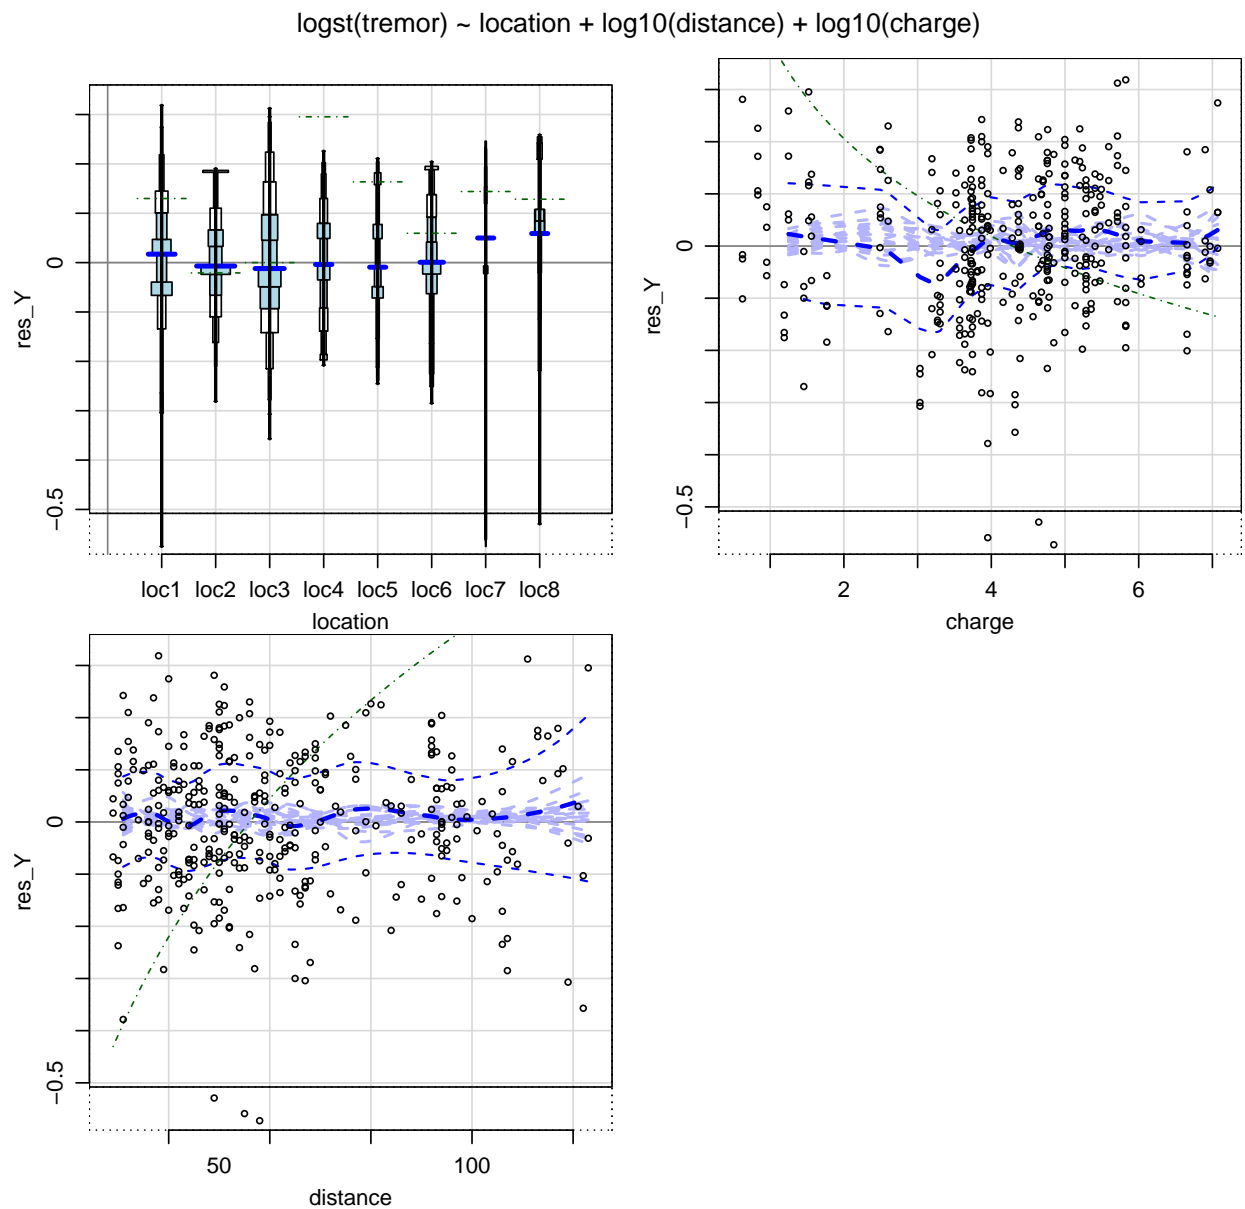 logst(tremor) ~ location + log10(distance) + log10(charge)
res_Y
0
−0.5
loc1 loc2 loc3 loc4 loc5 loc6 loc7 loc8
location
res_Y
0
−0.5
2 4 6
charge
res_Y
0
−0.5
50 100
distance